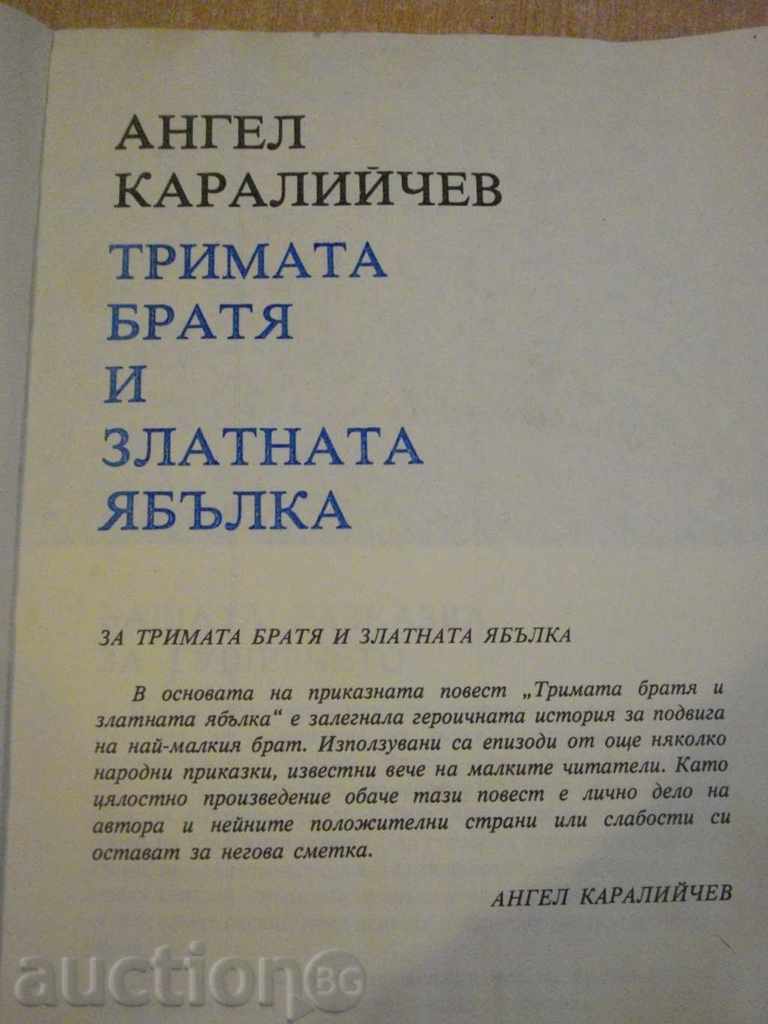 АНГЕЛ
КАРАЛИЙЧЕВ
ТРИМАТА
БРАТЯ
И
ЗЛАТНАТА
ЯБЪЛКА
ЗА ТРИМАТА БРАТЯ И ЗЛАТНАТА ЯБЪЛКА
В основата на приказната повест „Тримата братя и
златната ябълка“ е залегнала героичната история за подвига
на най-малкия брат. Използувани са епизоди от още няколко
народни приказки, известни вече на малките читатели. Като
цялостно произведение обаче тази повест е лично дело на
автора и нейните положителни страни или слабости си
остават за негова сметка.
АНГЕЛ КАРАЛИЙЧЕВ
auction BG